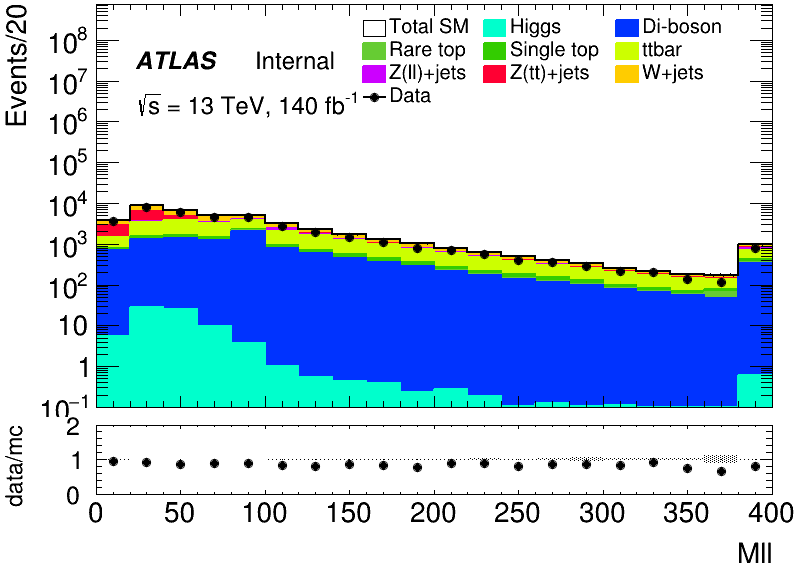 Events/20
10⁸
10⁷
10⁶
10⁵
10⁴
10³
10²
10
1
10⁻¹
ATLAS Internal
√s = 13 TeV, 140 fb⁻¹
Total SM Higgs Di-boson
Rare top Single top ttbar
Z(ll)+jets Z(tt)+jets W+jets
Data
data/mc
2
1
0
0 50 100 150 200 250 300 350 400
Mll